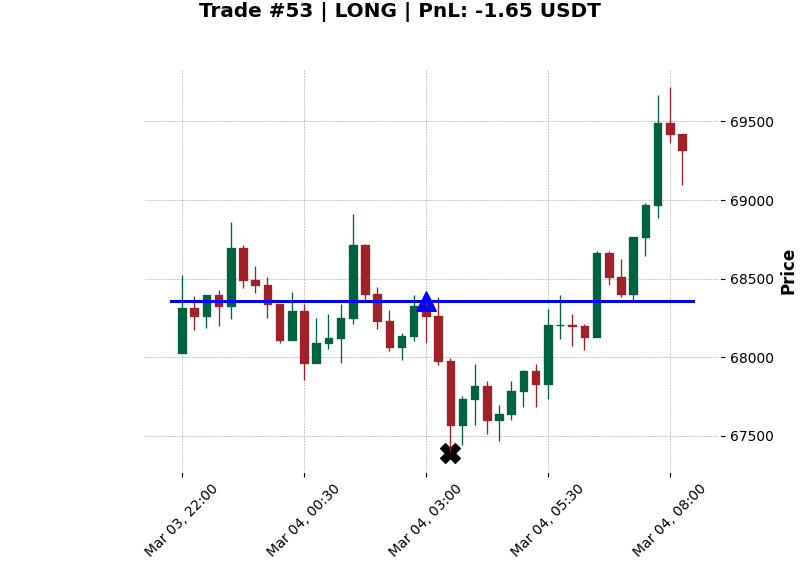 Trade #53 | LONG | PnL: -1.65 USDT
69500
69000
68500
68000
67500
Price
Mar 03, 22:00
Mar 04, 00:30
Mar 04, 03:00
Mar 04, 05:30
Mar 04, 08:00